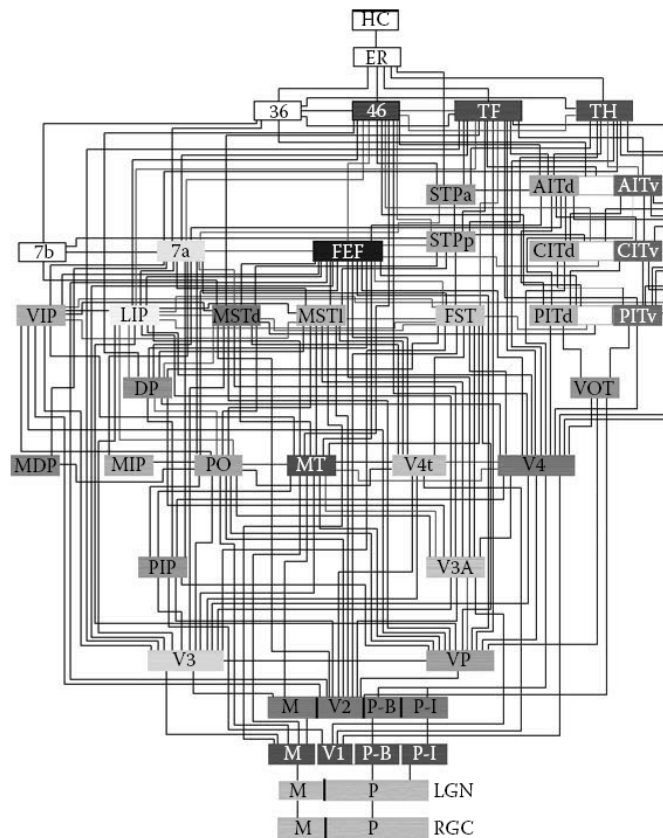 HC
ER
36 46 TF TH
STPa AITd AITv
7b 7a FEF STPp CITd CITv
VIP LIP MSTd MSTl FST PITd PITv
DP VOT
MDP MIP PO MT V4t V4
PIP V3A
V3 VP
M V2 P-B P-I
M V1 P-B P-I
M P LGN
M P RGC